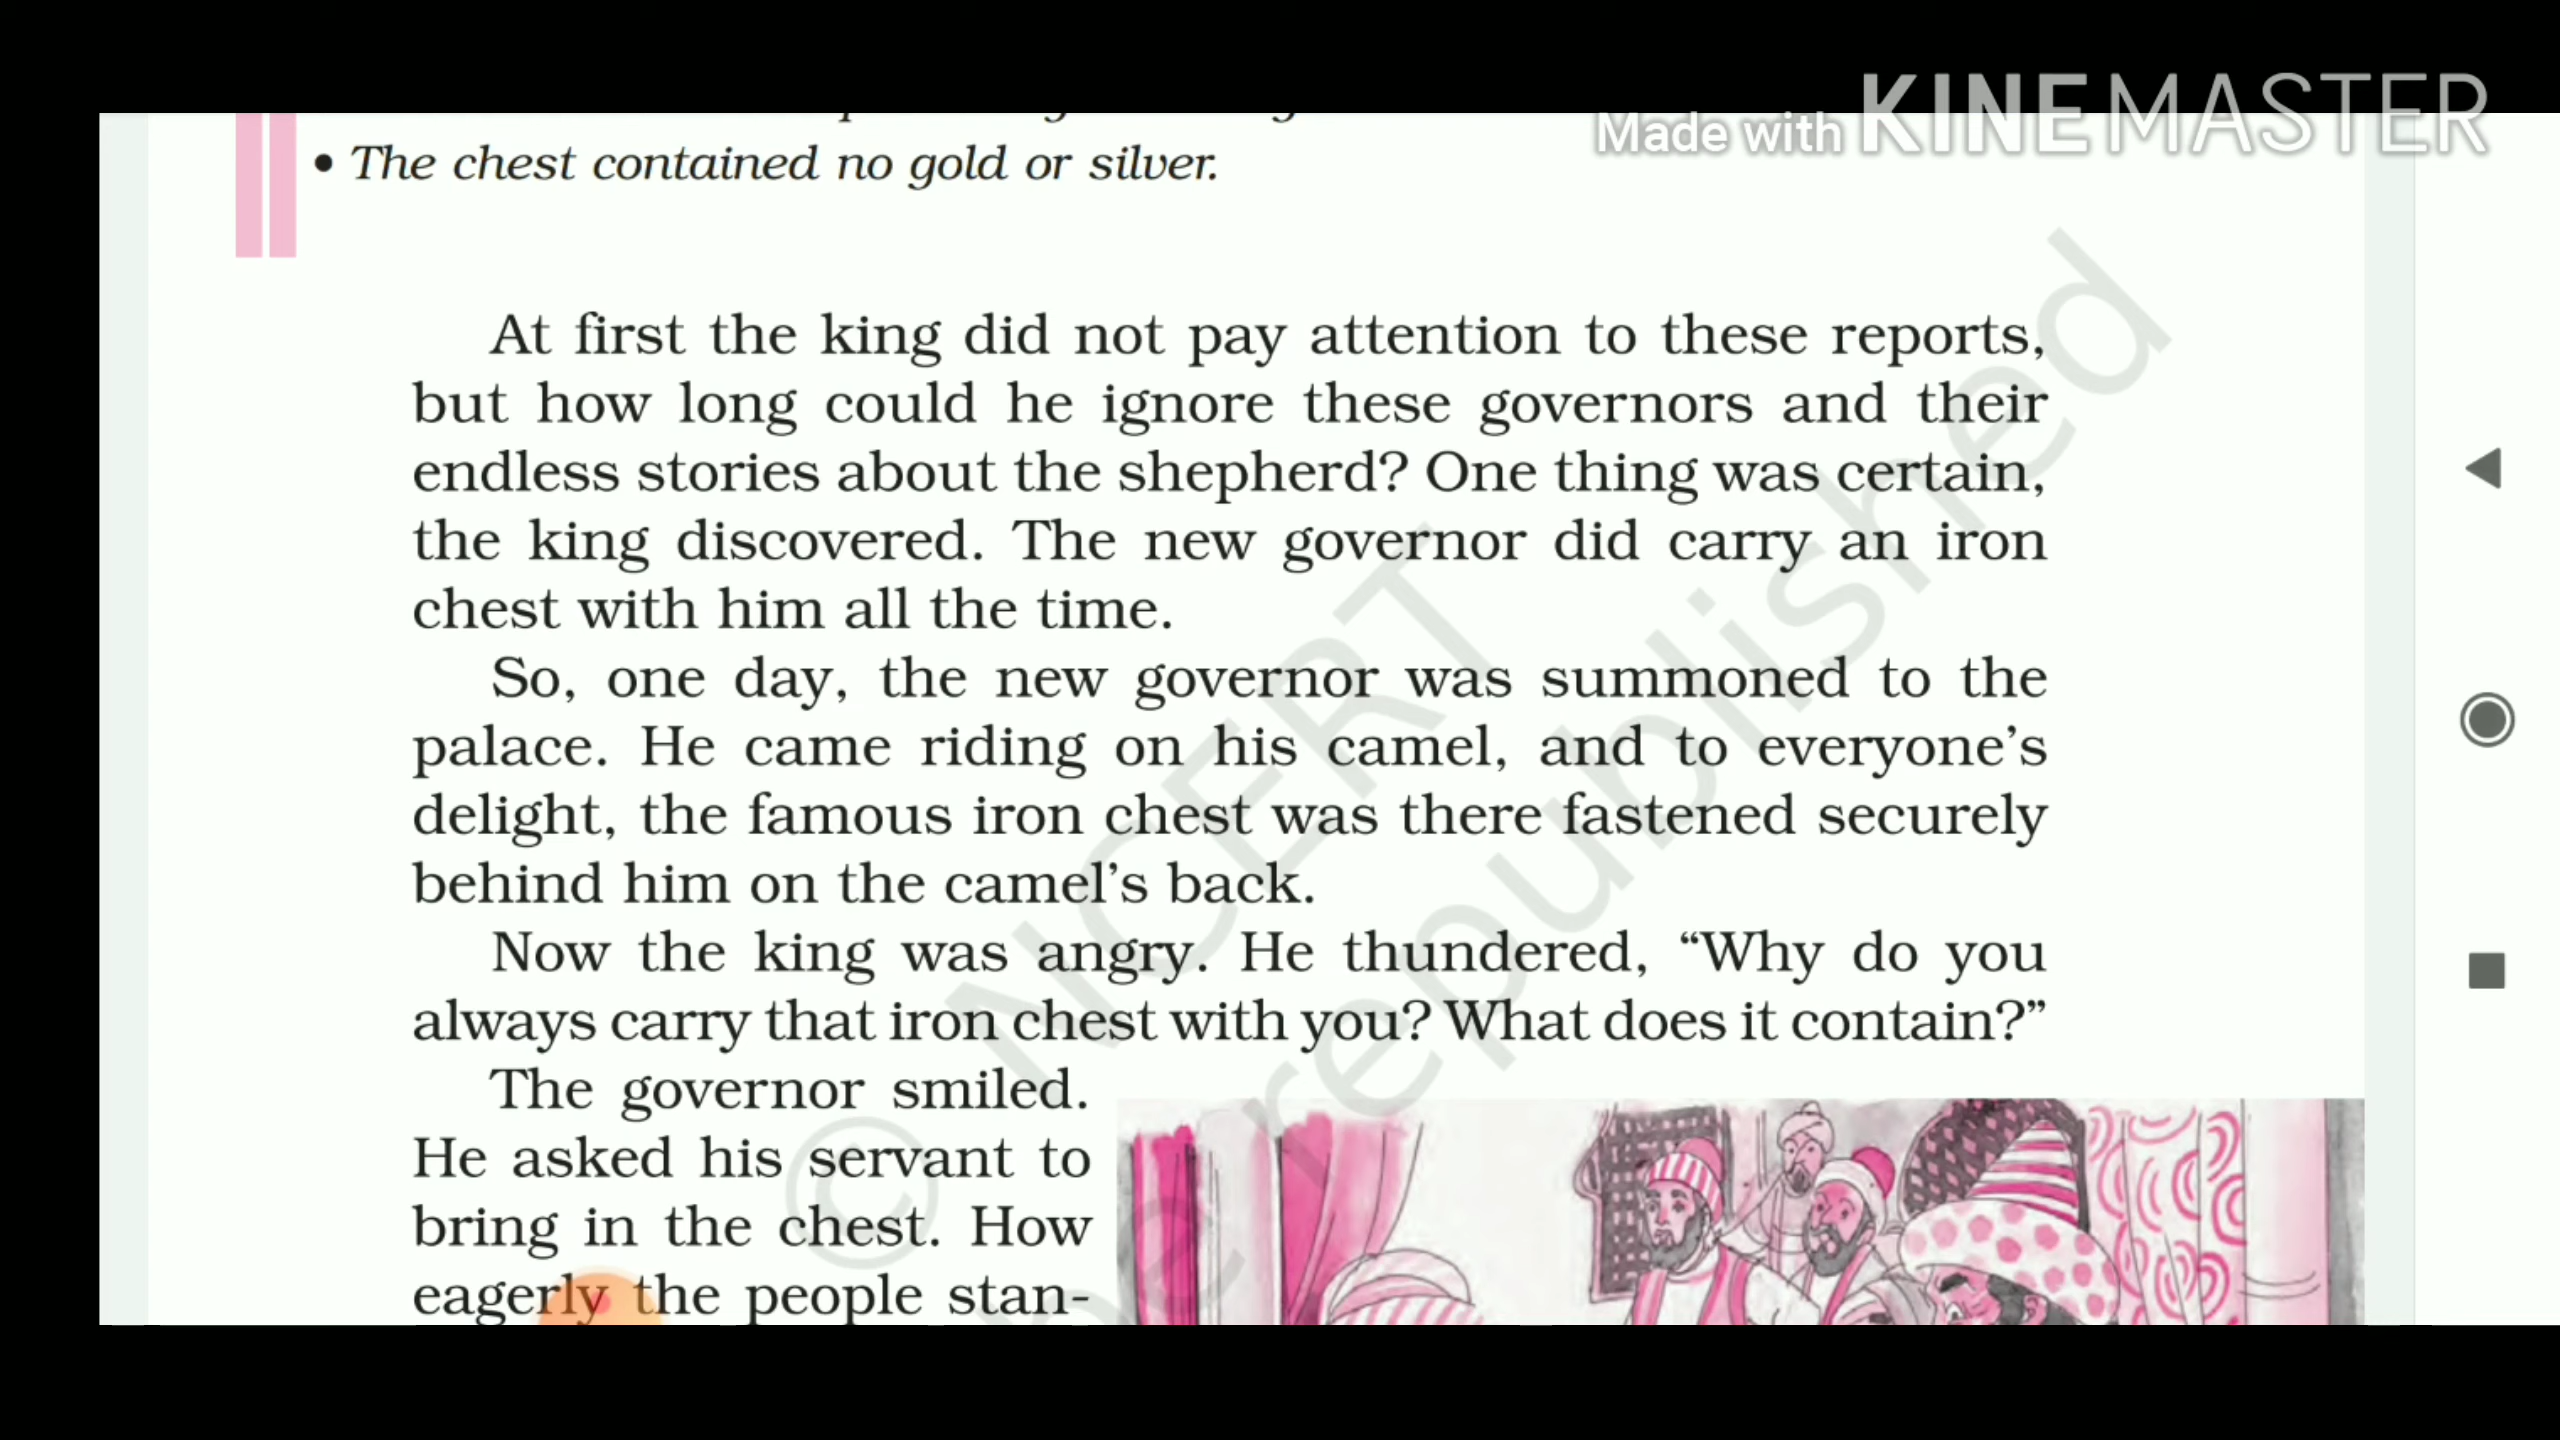 Made with KINEMASTER
• The chest contained no gold or silver.
At first the king did not pay attention to these reports,
but how long could he ignore these governors and their
endless stories about the shepherd? One thing was certain,
the king discovered. The new governor did carry an iron
chest with him all the time.
So, one day, the new governor was summoned to the
palace. He came riding on his camel, and to everyone’s
delight, the famous iron chest was there fastened securely
behind him on the camel’s back.
Now the king was angry. He thundered, “Why do you
always carry that iron chest with you? What does it contain?”
The governor smiled.
He asked his servant to
bring in the chest. How
eagerly the people stan-
© NCERT
be republished